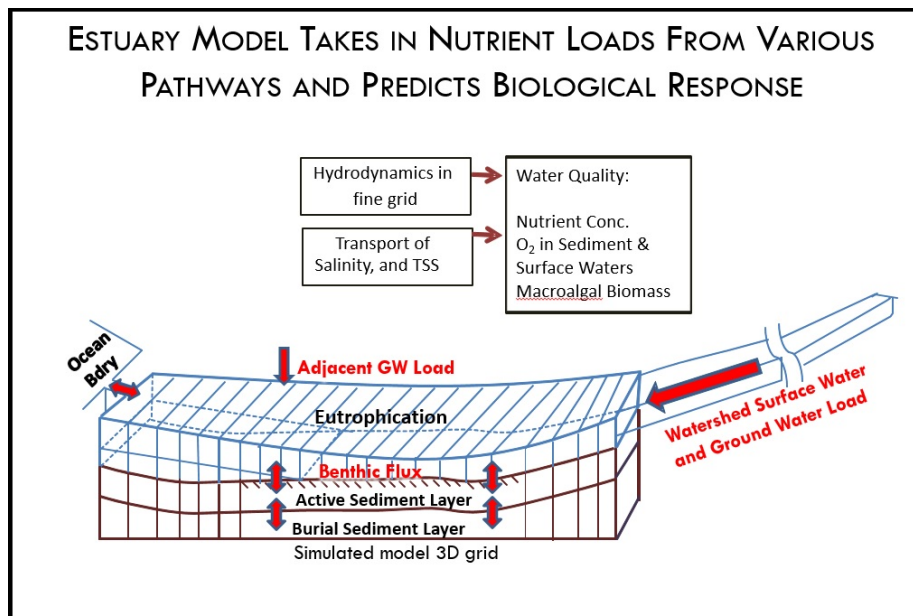 ESTUARY MODEL TAKES IN NUTRIENT LOADS FROM VARIOUS
PATHWAYS AND PREDICTS BIOLOGICAL RESPONSE
Hydrodynamics in
fine grid
Transport of
Salinity, and TSS
Water Quality:
Nutrient Conc.
O₂ in Sediment &
Surface Waters
Macroalgal Biomass
Ocean
Bdry
Adjacent GW Load
Eutrophication
Watershed Surface Water
and Ground Water Load
Benthic Flux
Active Sediment Layer
Burial Sediment Layer
Simulated model 3D grid